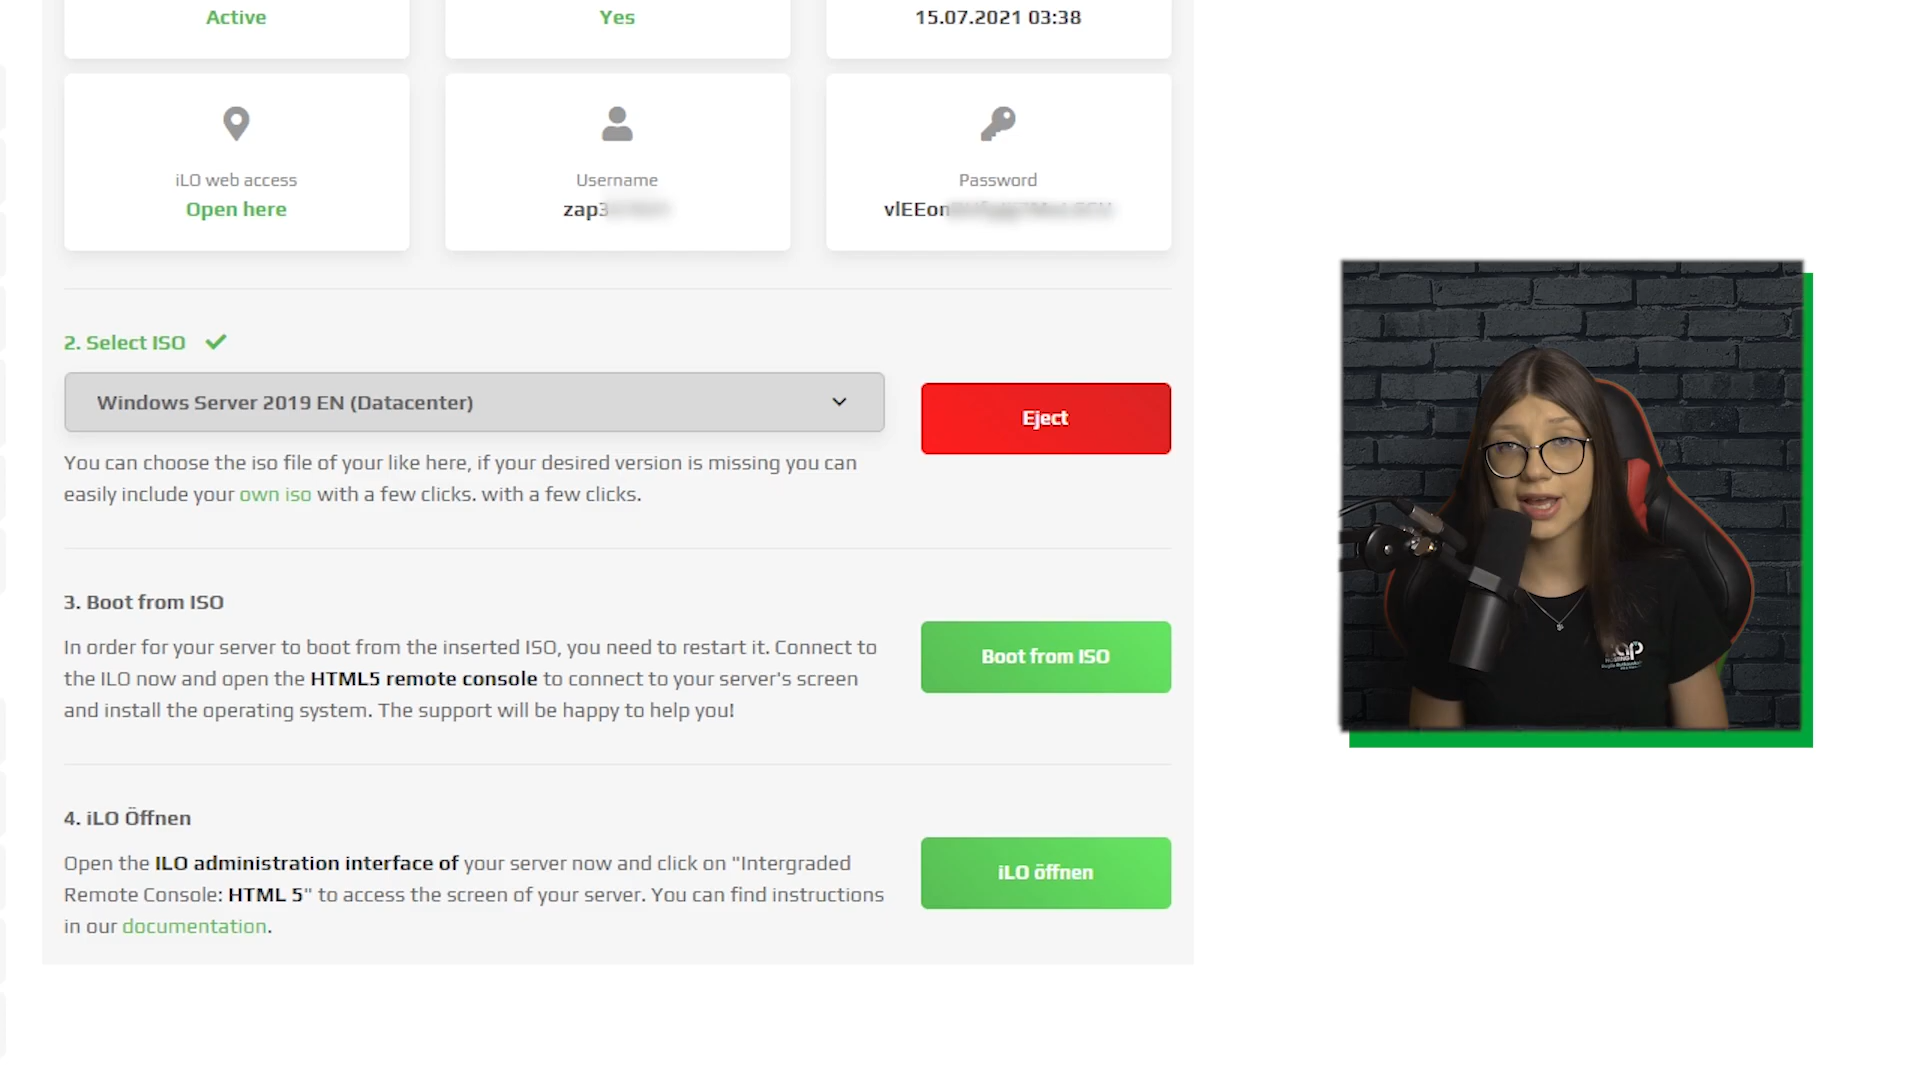 Active
Yes
15.07.2021 03:38
iLO web access
Open here
Username
zap3
Password
vlEEon
2. Select ISO
Windows Server 2019 EN (Datacenter)
Eject
You can choose the iso file of your like here, if your desired version is missing you can
easily include your own iso with a few clicks. with a few clicks.
3. Boot from ISO
In order for your server to boot from the inserted ISO, you need to restart it. Connect to
the ILO now and open the HTML5 remote console to connect to your server's screen
and install the operating system. The support will be happy to help you!
Boot from ISO
4. iLO Öffnen
Open the ILO administration interface of your server now and click on "Intergraded
Remote Console: HTML 5" to access the screen of your server. You can find instructions
in our documentation.
iLO öffnen